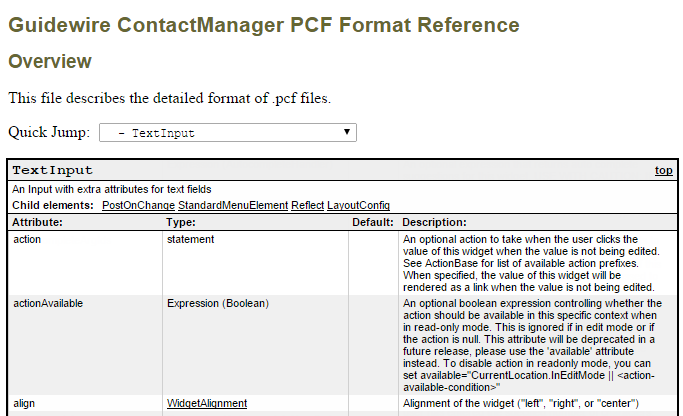 Guidewire ContactManager PCF Format Reference
Overview
This file describes the detailed format of .pcf files.
Quick Jump: - TextInput
TextInput top
An Input with extra attributes for text fields
Child elements: PostOnChange StandardMenuElement Reflect LayoutConfig
Attribute: Type: Default: Description:
action statement An optional action to take when the user clicks the
value of this widget when the value is not being edited.
See ActionBase for list of available action prefixes.
When specified, the value of this widget will be
rendered as a link when the value is not being edited.
actionAvailable Expression (Boolean) An optional boolean expression controlling whether the
action should be available in this specific context when
in read-only mode. This is ignored if in edit mode or if
the action is null. This attribute will be deprecated in a
future release, please use the 'available' attribute
instead. To disable action in readonly mode, you can
set available="CurrentLocation.InEditMode || <action-
available-condition>"
align WidgetAlignment Alignment of the widget ("left", "right", or "center")